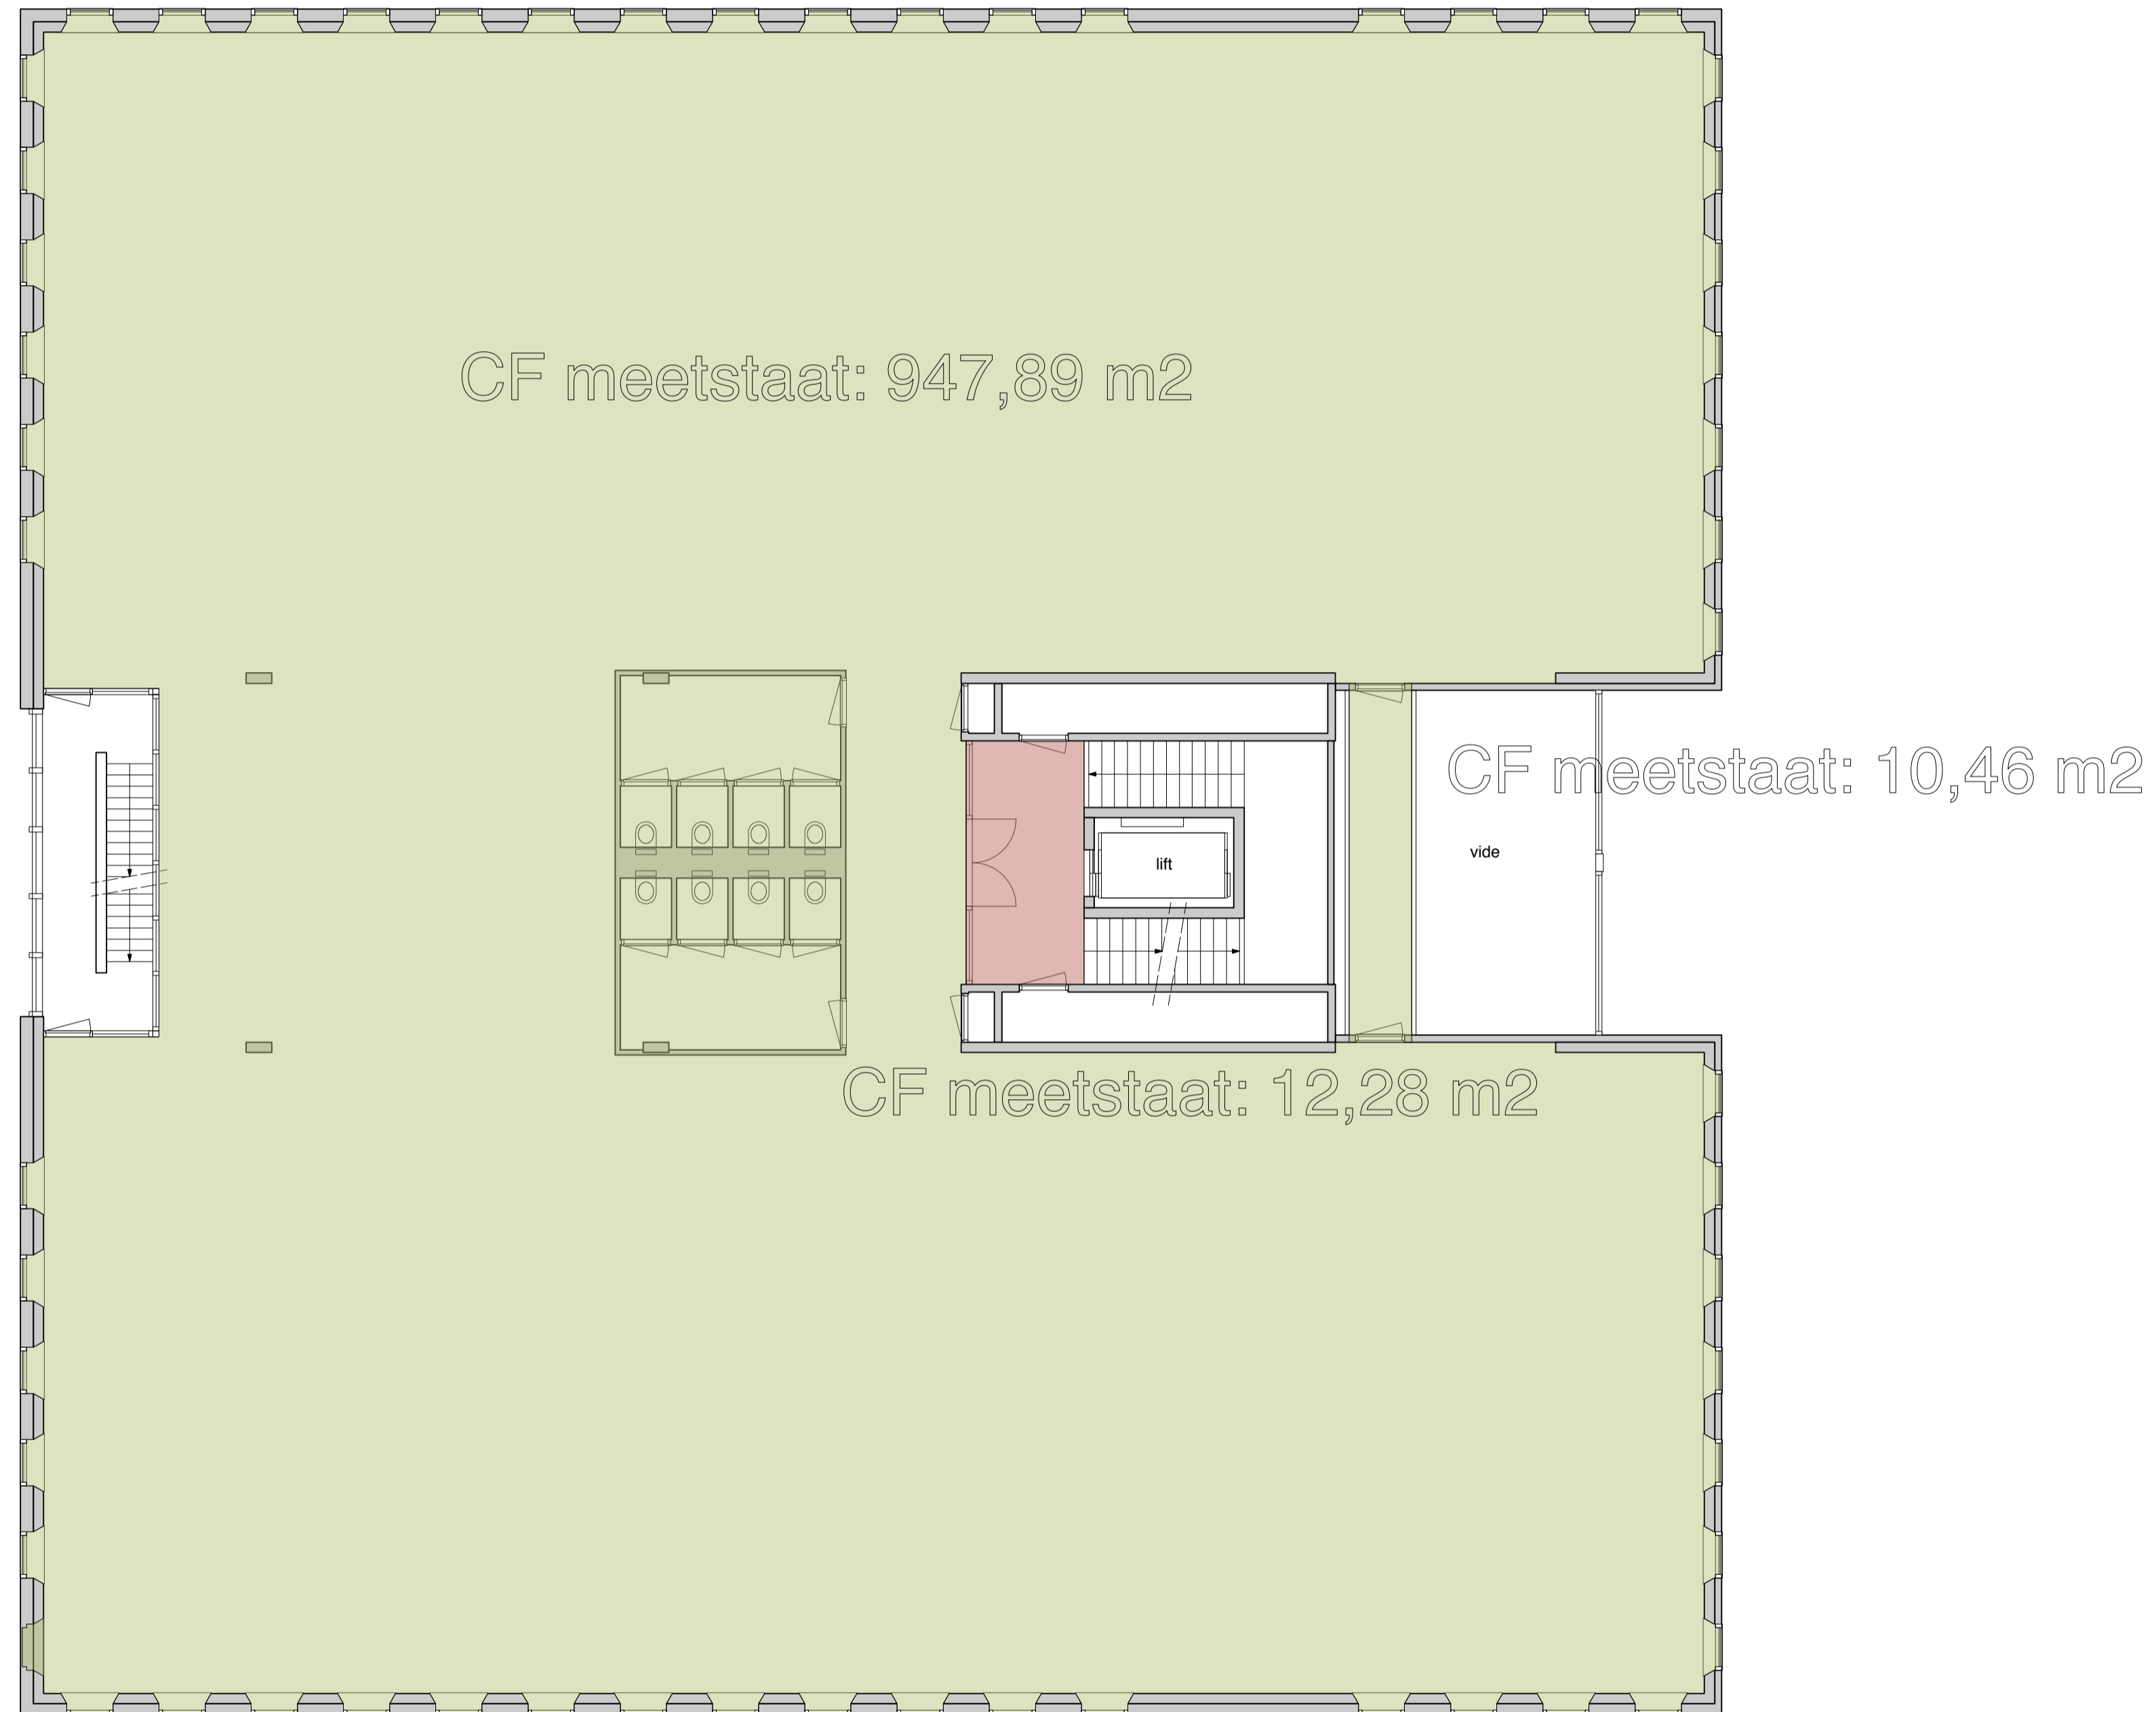 CF meetstaat: 947,89 m2
CF meetstaat: 10,46 m2
vide
lift
CF meetstaat: 12,28 m2